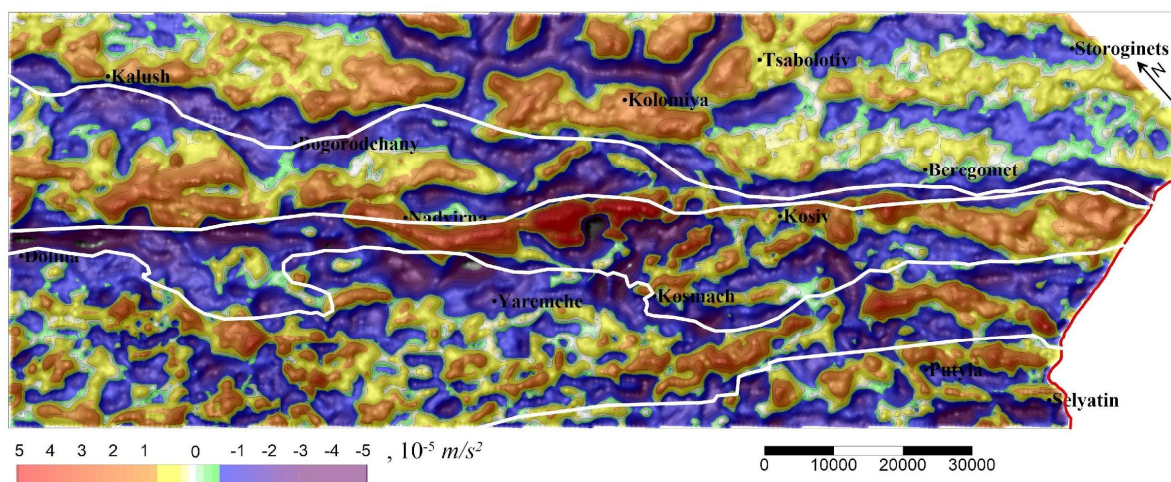 Storoginets
N
Tsabolotiv
Kalush
Kolomiya
Bogorodchany
Beregomet
Nadvirna
Kosiv
Dolina
Yaremche
Kosmach
Putyla
Selyatin
5 4 3 2 1 0 -1 -2 -3 -4 -5 , 10-5 m/s2
0 10000 20000 30000